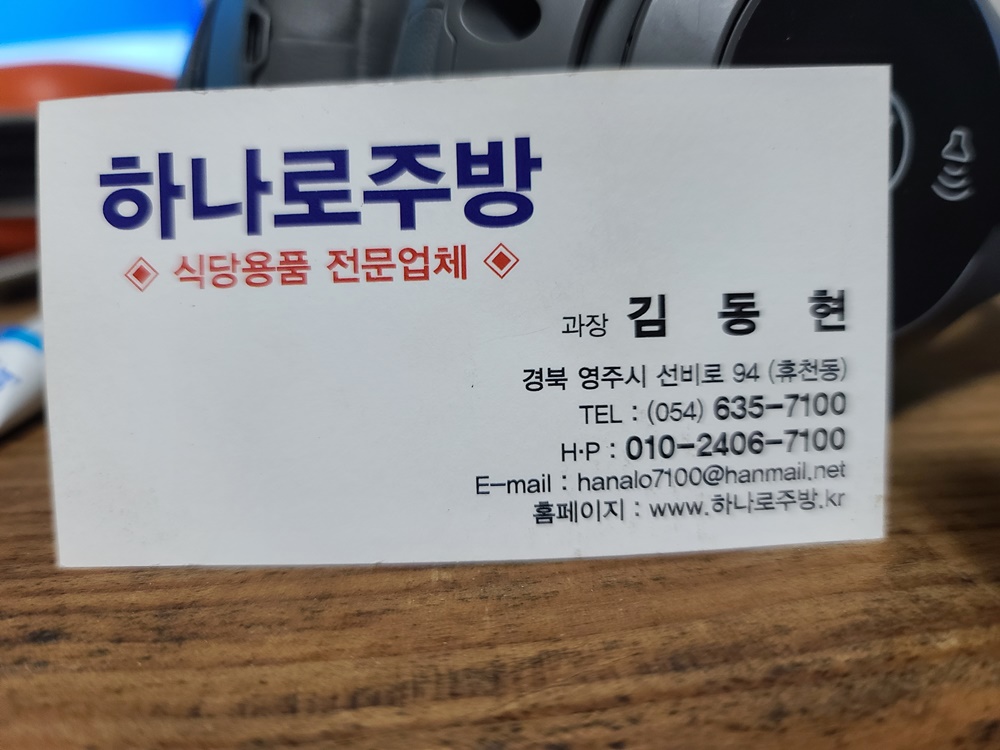 하나로주방
◈ 식당용품 전문업체 ◈
과장 김 동 현
경북 영주시 선비로 94 (휴천동)
TEL : (054) 635-7100
H·P : 010-2406-7100
E-mail : hanalo7100@hanmail.net
홈페이지 : www.하나로주방.kr